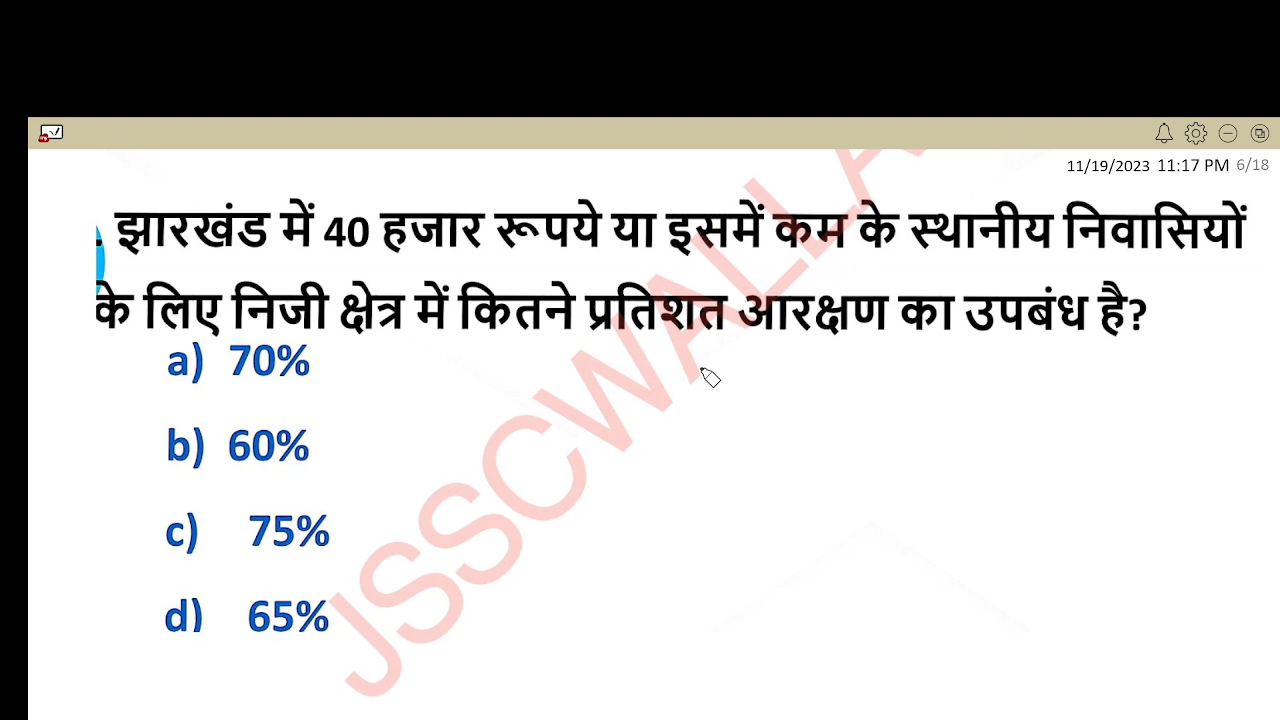 11/19/2023 11:17 PM 6/18
. झारखंड में 40 हजार रूपये या इसमें कम के स्थानीय निवासियों
के लिए निजी क्षेत्र में कितने प्रतिशत आरक्षण का उपबंध है?
a) 70%
b) 60%
c) 75%
d) 65%
JSSCWALLA